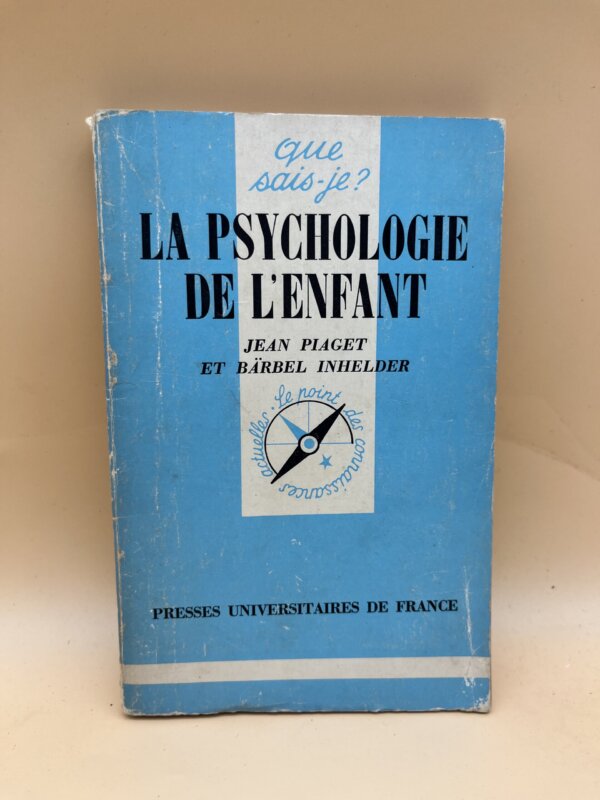 que
sais-je?
LA PSYCHOLOGIE
DE L'ENFANT
JEAN PIAGET
ET BÄRBEL INHELDER
Le point des connaissances actuelles.
PRESSES UNIVERSITAIRES DE FRANCE